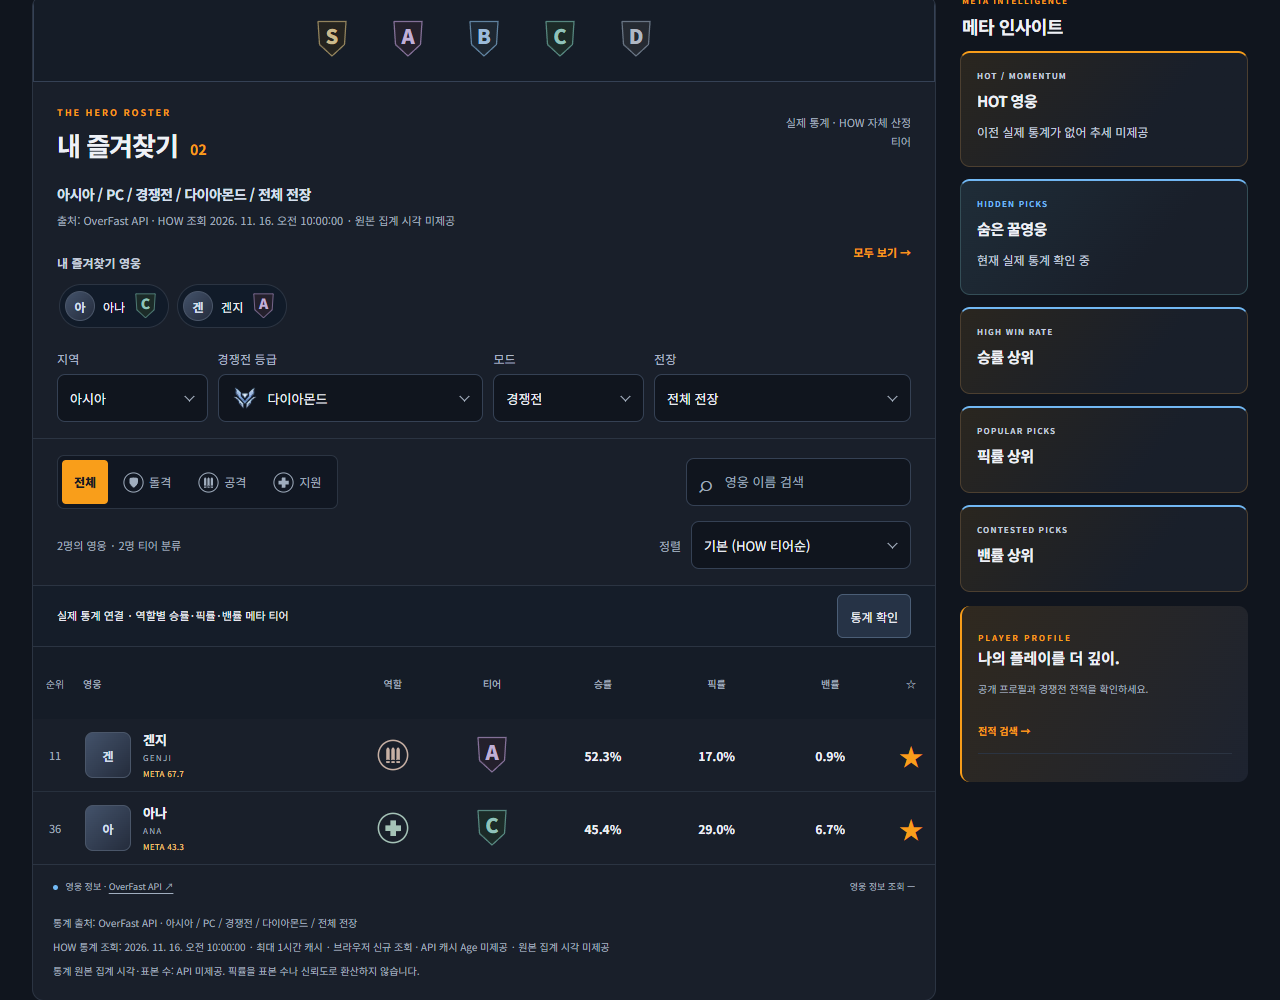 S A B C D
THE HERO ROSTER
내 즐겨찾기 02
실제 통계 · HOW 자체 산정
티어
아시아 / PC / 경쟁전 / 다이아몬드 / 전체 전장
출처: OverFast API · HOW 조회 2026. 11. 16. 오전 10:00:00 · 원본 집계 시각 미제공
내 즐겨찾기 영웅
모두 보기 →
아 아나 C 겐 겐지 A
지역 경쟁전 등급 모드 전장
아시아 다이아몬드 경쟁전 전체 전장
전체 돌격 공격 지원
영웅 이름 검색
2명의 영웅 · 2명 티어 분류
정렬 기본 (HOW 티어순)
실제 통계 연결 · 역할별 승률·픽률·밴률 메타 티어
통계 확인
순위 영웅 역할 티어 승률 픽률 밴률 ☆
11 겐 겐지 A 52.3% 17.0% 0.9% ★
GENJI
META 67.7
36 아 아나 C 45.4% 29.0% 6.7% ★
ANA
META 43.3
영웅 정보 · OverFast API ↗
영웅 정보 조회 —
통계 출처: OverFast API · 아시아 / PC / 경쟁전 / 다이아몬드 / 전체 전장
HOW 통계 조회: 2026. 11. 16. 오전 10:00:00 · 최대 1시간 캐시 · 브라우저 신규 조회 · API 캐시 Age 미제공 · 원본 집계 시각 미제공
통계 원본 집계 시각·표본 수: API 미제공. 픽률을 표본 수나 신뢰도로 환산하지 않습니다.
META INTELLIGENCE
메타 인사이트
HOT / MOMENTUM
HOT 영웅
이전 실제 통계가 없어 추세 미제공
HIDDEN PICKS
숨은 꿀영웅
현재 실제 통계 확인 중
HIGH WIN RATE
승률 상위
POPULAR PICKS
픽률 상위
CONTESTED PICKS
밴률 상위
PLAYER PROFILE
나의 플레이를 더 깊이.
공개 프로필과 경쟁전 전적을 확인하세요.
전적 검색 →